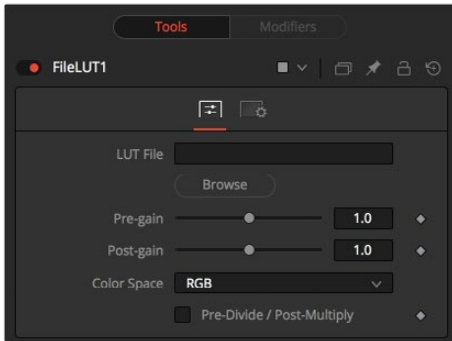 Tools Modifiers
FileLUT1
LUT File
Browse
Pre-gain 1.0
Post-gain 1.0
Color Space RGB
Pre-Divide / Post-Multiply